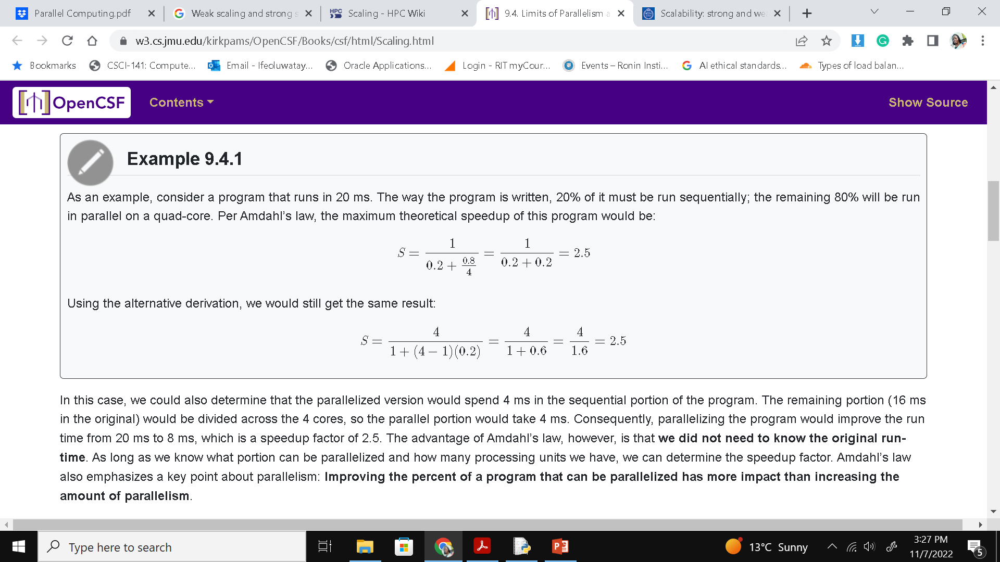 Parallel Computing.pdf
Weak scaling and strong s
HPC
Scaling - HPC Wiki
9.4. Limits of Parallelism a
Scalability: strong and we
w3.cs.jmu.edu/kirkpams/OpenCSF/Books/csf/html/Scaling.html
Bookmarks
CSCI-141: Compute...
Email - Ifeoluwatay...
Oracle Applications...
Login - RIT myCour...
Events – Ronin Insti...
AI ethical standards...
Types of load balan...
OpenCSF
Contents
Show Source
Example 9.4.1
As an example, consider a program that runs in 20 ms. The way the program is written, 20% of it must be run sequentially; the remaining 80% will be run
in parallel on a quad-core. Per Amdahl’s law, the maximum theoretical speedup of this program would be:
S = 1 / (0.2 + 0.8/4) = 1 / (0.2 + 0.2) = 2.5
Using the alternative derivation, we would still get the same result:
S = 4 / (1 + (4 − 1)(0.2)) = 4 / (1 + 0.6) = 4 / 1.6 = 2.5
In this case, we could also determine that the parallelized version would spend 4 ms in the sequential portion of the program. The remaining portion (16 ms
in the original) would be divided across the 4 cores, so the parallel portion would take 4 ms. Consequently, parallelizing the program would improve the run
time from 20 ms to 8 ms, which is a speedup factor of 2.5. The advantage of Amdahl’s law, however, is that we did not need to know the original run-
time. As long as we know what portion can be parallelized and how many processing units we have, we can determine the speedup factor. Amdahl’s law
also emphasizes a key point about parallelism: Improving the percent of a program that can be parallelized has more impact than increasing the
amount of parallelism.
Type here to search
13°C Sunny
3:27 PM
11/7/2022
5